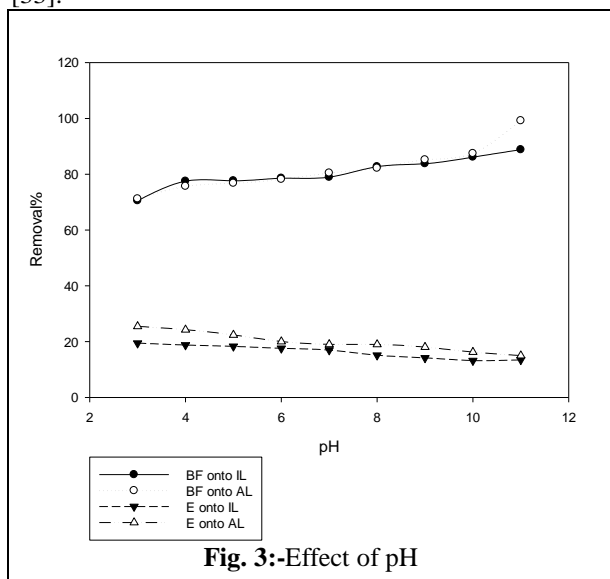 [55].
120
100
80
60
40
20
0
Removal%
2 4 6 8 10 12
pH
BF onto IL
BF onto AL
E onto IL
E onto AL
Fig. 3:-Effect of pH